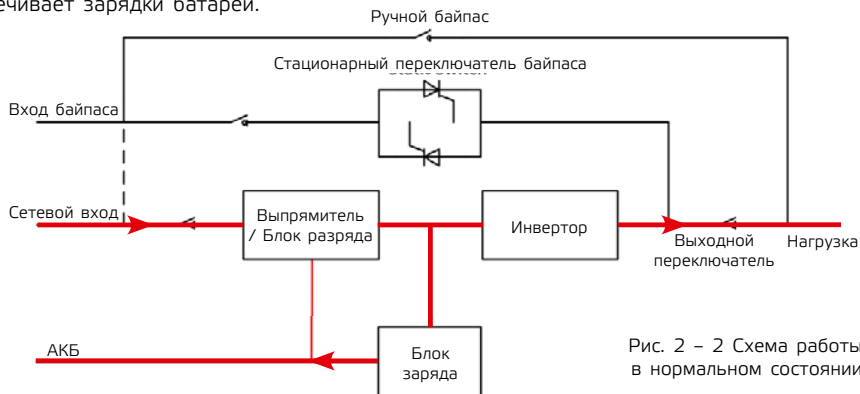 ечивает зарядки батареи.
Ручной байпас
Стационарный переключатель байпаса
Вход байпаса
Сетевой вход
Выпрямитель
/ Блок разряда
Инвертор
Выходной
переключатель
Нагрузка
АКБ
Блок
заряда
Рис. 2 – 2 Схема работы
в нормальном состоянии